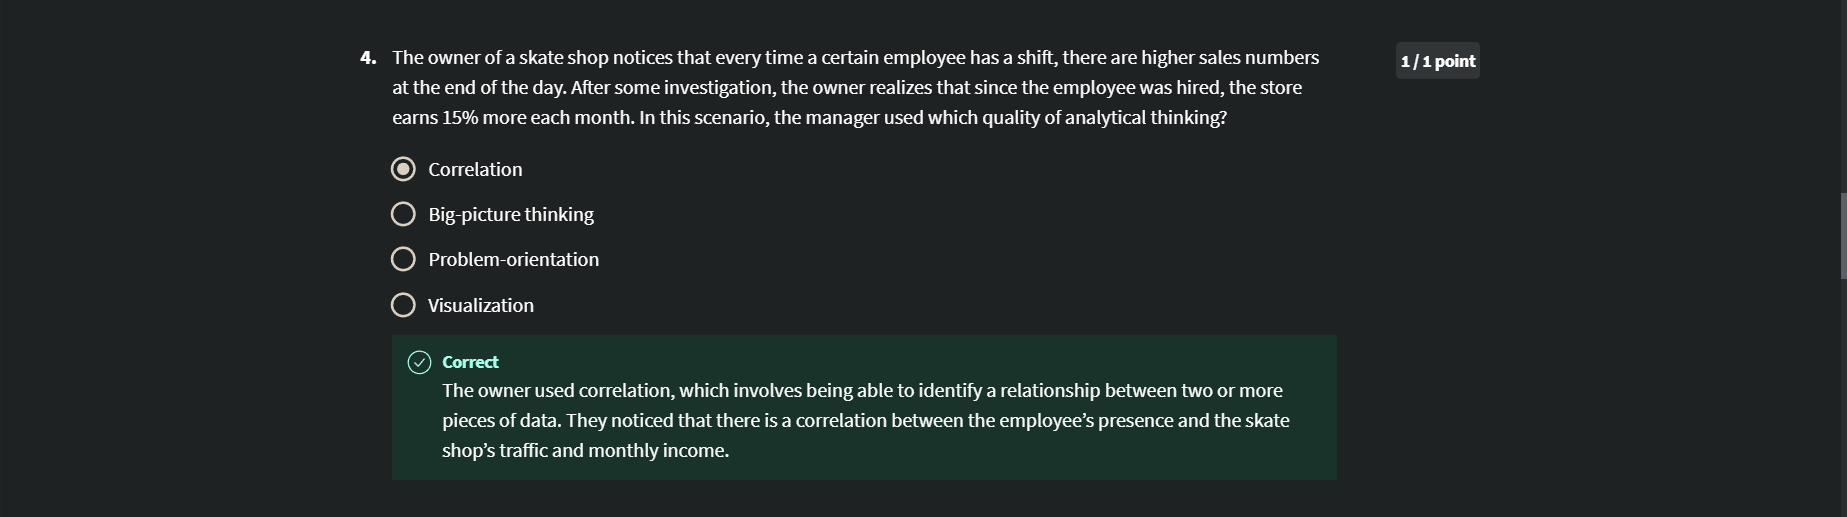 4. The owner of a skate shop notices that every time a certain employee has a shift, there are higher sales numbers
1 / 1 point
at the end of the day. After some investigation, the owner realizes that since the employee was hired, the store
earns 15% more each month. In this scenario, the manager used which quality of analytical thinking?
Correlation
Big-picture thinking
Problem-orientation
Visualization
Correct
The owner used correlation, which involves being able to identify a relationship between two or more
pieces of data. They noticed that there is a correlation between the employee’s presence and the skate
shop’s traffic and monthly income.